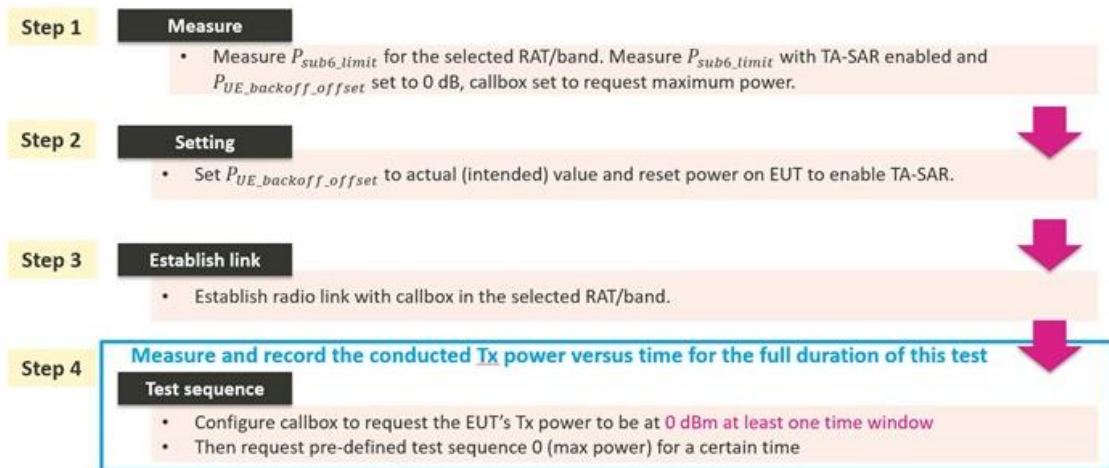 Step 1
Measure
• Measure P_sub6_limit for the selected RAT/band. Measure P_sub6_limit with TA-SAR enabled and
P_UE_backoff_offset set to 0 dB, callbox set to request maximum power.
Step 2
Setting
• Set P_UE_backoff_offset to actual (intended) value and reset power on EUT to enable TA-SAR.
Step 3
Establish link
• Establish radio link with callbox in the selected RAT/band.
Step 4
Measure and record the conducted Tx power versus time for the full duration of this test
Test sequence
• Configure callbox to request the EUT's Tx power to be at 0 dBm at least one time window
• Then request pre-defined test sequence 0 (max power) for a certain time